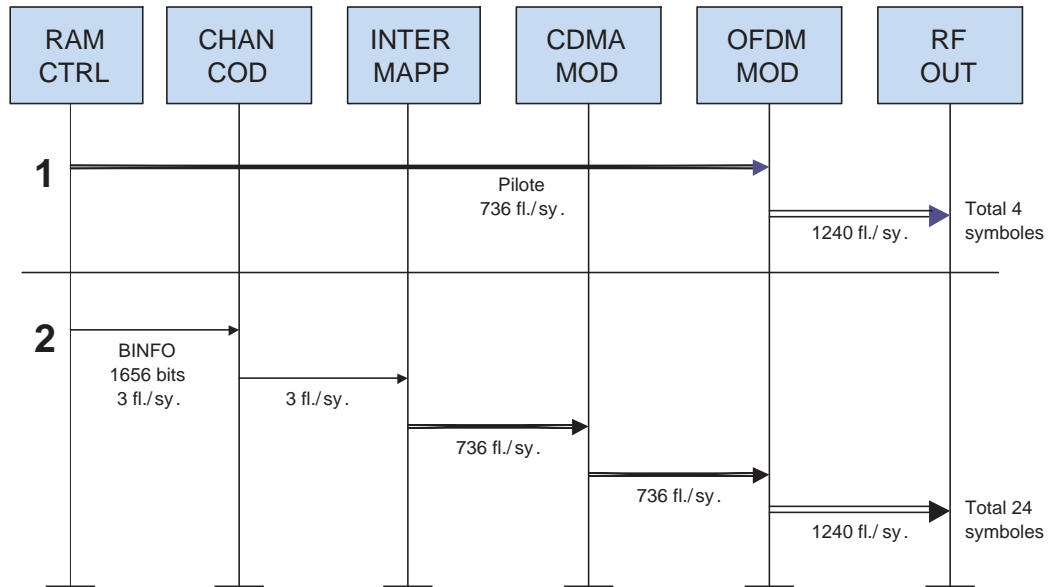 RAM
CTRL
CHAN
COD
INTER
MAPP
CDMA
MOD
OFDM
MOD
RF
OUT
1
Pilote
736 fl./sy.
1240 fl./ sy.
Total 4
symboles
2
BINFO
1656 bits
3 fl./sy.
3 fl./sy.
736 fl./sy.
736 fl./sy.
1240 fl./ sy.
Total 24
symboles